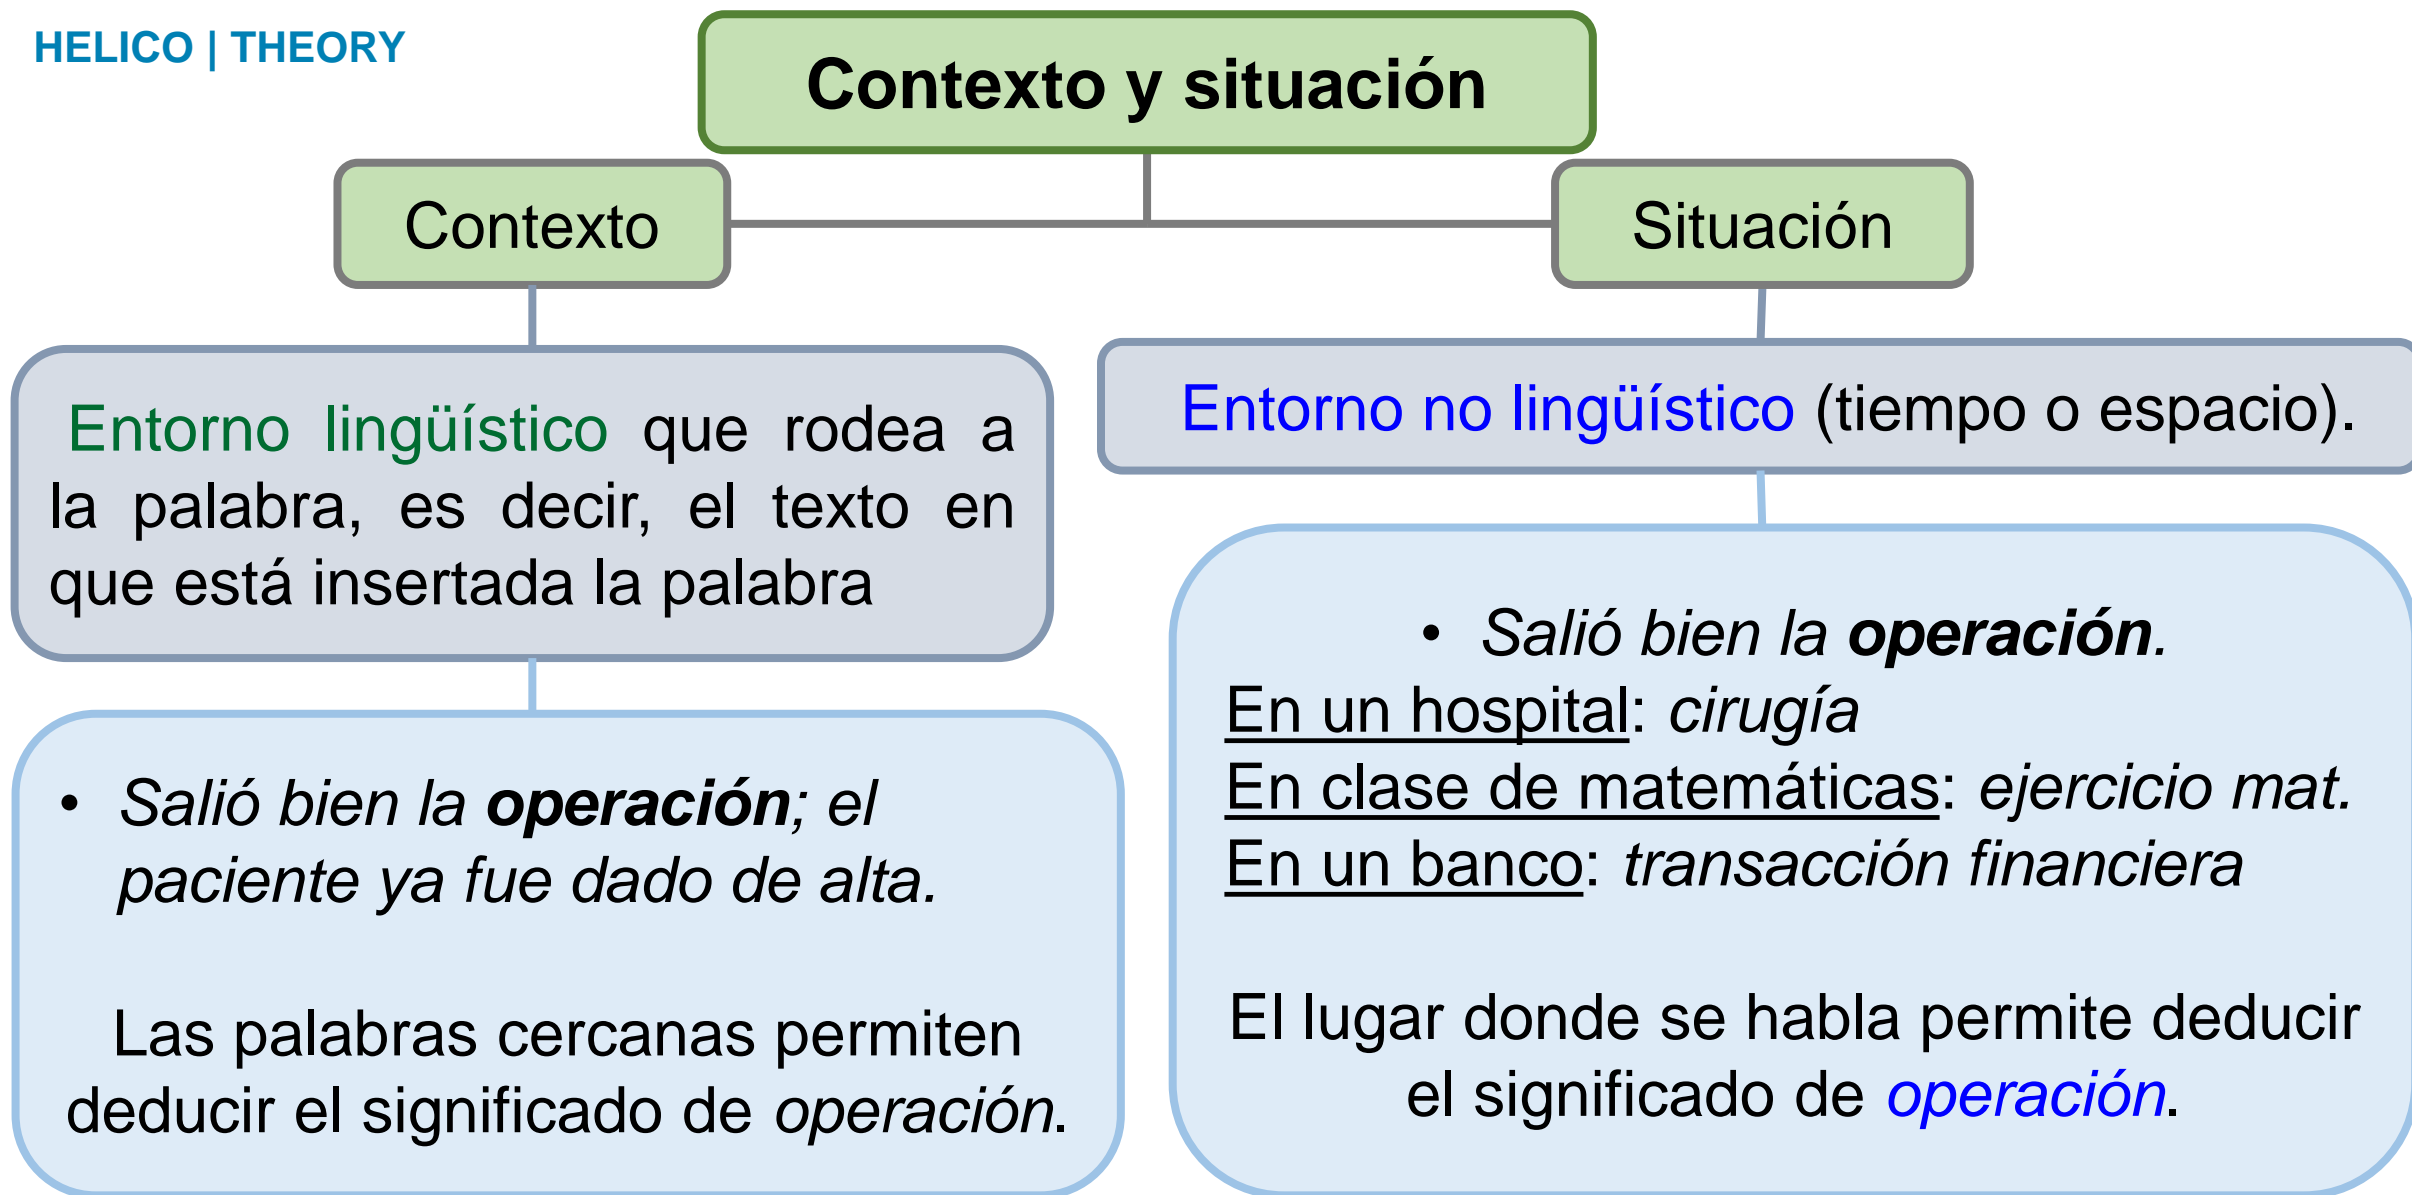 HELICO | THEORY
Contexto y situación
Contexto
Situación
Entorno lingüístico que rodea a
la palabra, es decir, el texto en
que está insertada la palabra
Entorno no lingüístico (tiempo o espacio).
• Salió bien la operación; el
paciente ya fue dado de alta.
Las palabras cercanas permiten
deducir el significado de operación.
• Salió bien la operación.
En un hospital: cirugía
En clase de matemáticas: ejercicio mat.
En un banco: transacción financiera
El lugar donde se habla permite deducir
el significado de operación.